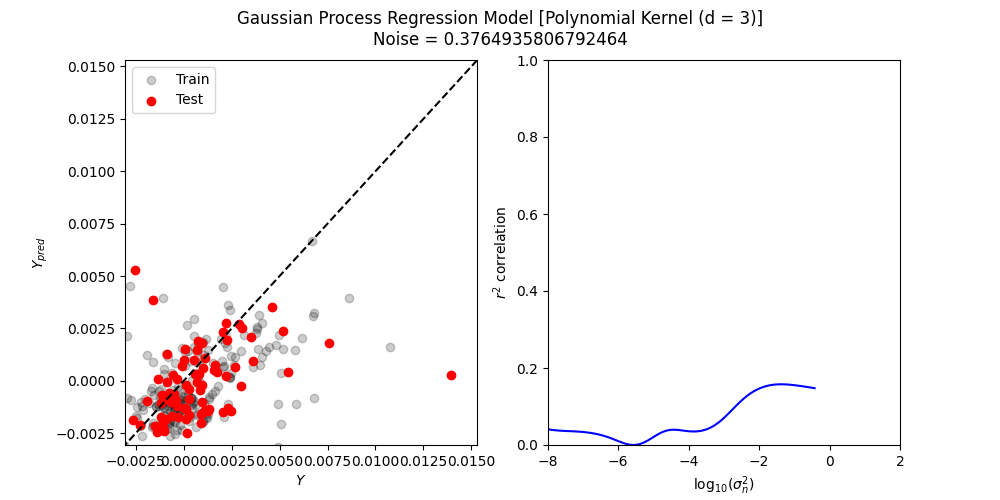 Gaussian Process Regression Model [Polynomial Kernel (d = 3)]
Noise = 0.3764935806792464
0.0150
0.0125
0.0100
0.0075
0.0050
0.0025
0.0000
−0.0025
Y_pred
Train
Test
−0.0025 0.0000 0.0025 0.0050 0.0075 0.0100 0.0125 0.0150
Y
1.0
0.8
0.6
0.4
0.2
0.0
r² correlation
−8 −6 −4 −2 0 2
log₁₀(σₙ²)